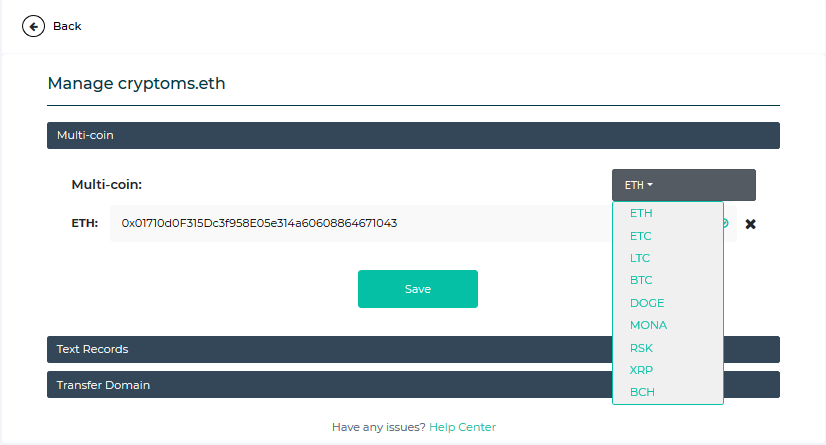 Back
Manage cryptoms.eth
Multi-coin
Multi-coin:
ETH
ETH: 0x01710d0F315Dc3f958E05e314a60608864671043
ETH
ETC
LTC
BTC
DOGE
MONA
RSK
XRP
BCH
Save
Text Records
Transfer Domain
Have any issues? Help Center